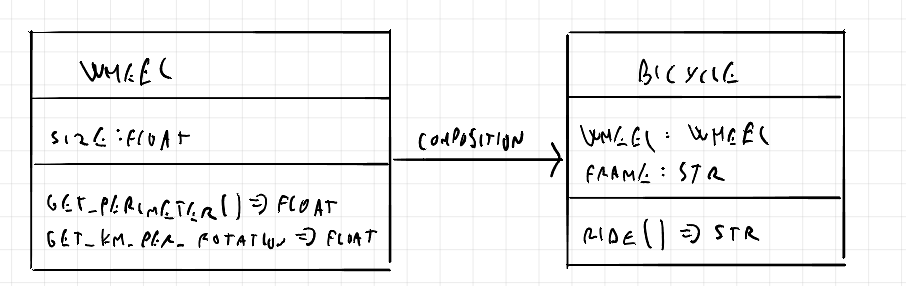 WHEEL
SIZE:FLOAT
GET_PERIMETER() => FLOAT
GET_KM_PER_ROTATION => FLOAT
COMPOSITION
BICYCLE
WHEEL: WHEEL
FRAME: STR
RIDE() => STR